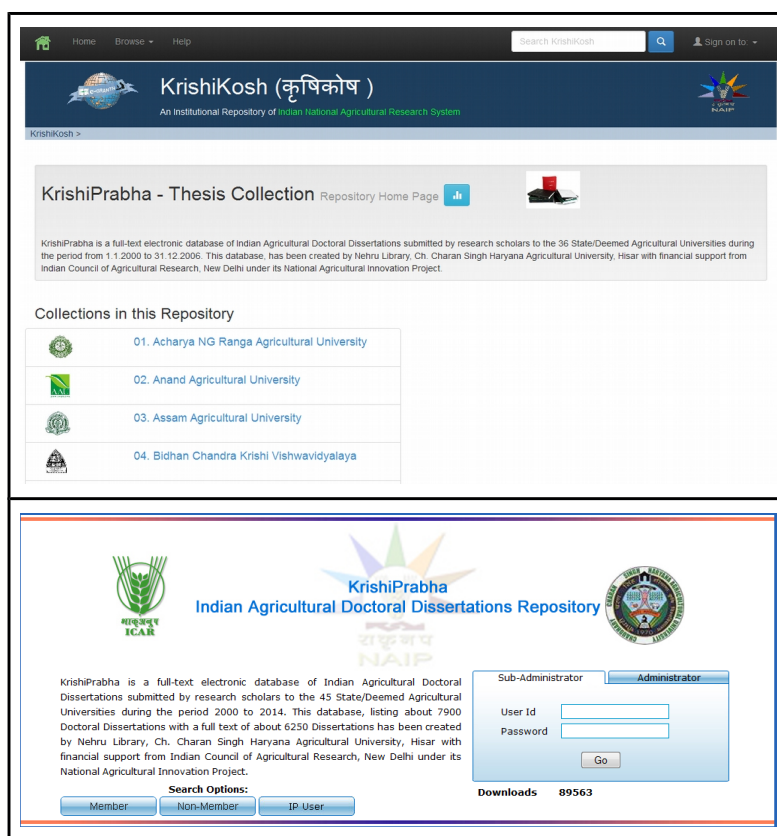 Home Browse Help Search KrishiKosh Sign on to:
KrishiKosh (कृषिकोष )
An Institutional Repository of Indian National Agricultural Research System
NAIP
KrishiKosh >
KrishiPrabha - Thesis Collection Repository Home Page
KrishiPrabha is a full-text electronic database of Indian Agricultural Doctoral Dissertations submitted by research scholars to the 36 State/Deemed Agricultural Universities during
the period from 1.1.2000 to 31.12.2006. This database, has been created by Nehru Library, Ch. Charan Singh Haryana Agricultural University, Hisar with financial support from
Indian Council of Agricultural Research, New Delhi under its National Agricultural Innovation Project.
Collections in this Repository
01. Acharya NG Ranga Agricultural University
02. Anand Agricultural University
AAU
03. Assam Agricultural University
04. Bidhan Chandra Krishi Vishwavidyalaya
KrishiPrabha
Indian Agricultural Doctoral Dissertations Repository
भाकृअनुप
ICAR
राकृनप
NAIP
KrishiPrabha is a full-text electronic database of Indian Agricultural Doctoral
Dissertations submitted by research scholars to the 45 State/Deemed Agricultural
Universities during the period 2000 to 2014. This database, listing about 7900
Doctoral Dissertations with a full text of about 6250 Dissertations has been created
by Nehru Library, Ch. Charan Singh Haryana Agricultural University, Hisar with
financial support from Indian Council of Agricultural Research, New Delhi under its
National Agricultural Innovation Project.
Search Options:
Member Non-Member IP User
Sub-Administrator Administrator
User Id
Password
Go
Downloads 89563